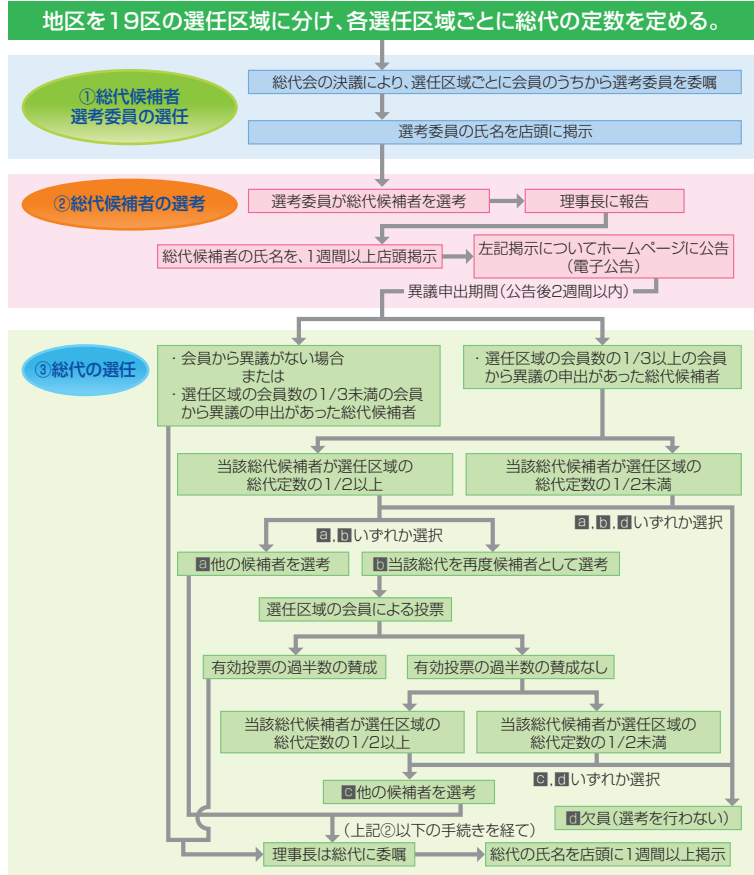 地区を19区の選任区域に分け、各選任区域ごとに総代の定数を定める。
①総代候補者
選考委員の選任
総代会の決議により、選任区域ごとに会員のうちから選考委員を委嘱
選考委員の氏名を店頭に掲示
②総代候補者の選考
選考委員が総代候補者を選考
理事長に報告
総代候補者の氏名を、1週間以上店頭掲示
左記掲示についてホームページに公告
（電子公告）
異議申出期間（公告後2週間以内）
③総代の選任
・会員から異議がない場合
または
・選任区域の会員数の1/3未満の会員
から異議の申出があった総代候補者
・選任区域の会員数の1/3以上の会員
から異議の申出があった総代候補者
当該総代候補者が選任区域の
総代定数の1/2以上
当該総代候補者が選任区域の
総代定数の1/2未満
a,bいずれか選択
a,b,dいずれか選択
a他の候補者を選考
b当該総代を再度候補者として選考
選任区域の会員による投票
有効投票の過半数の賛成
有効投票の過半数の賛成なし
当該総代候補者が選任区域の
総代定数の1/2以上
当該総代候補者が選任区域の
総代定数の1/2未満
c,dいずれか選択
c他の候補者を選考
d欠員（選考を行わない）
（上記②以下の手続きを経て）
理事長は総代に委嘱
総代の氏名を店頭に1週間以上掲示